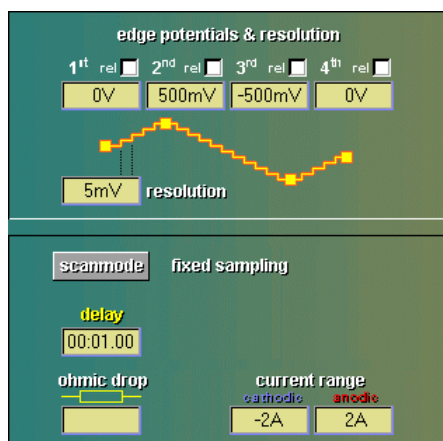 edge potentials & resolution
1st rel 2nd rel 3rd rel 4th rel
0V 500mV -500mV 0V
5mV resolution
scanmode fixed sampling
delay
00:01.00
ohmic drop current range
cathodic anodic
-2A 2A